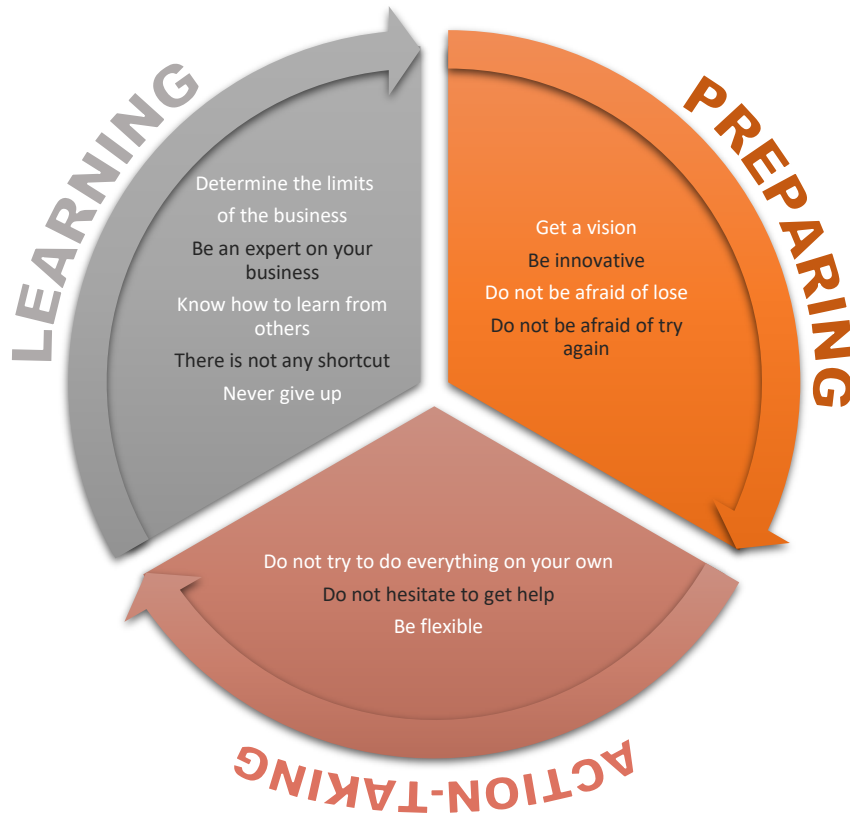 LEARNING
Determine the limits
of the business
Be an expert on your
business
Know how to learn from
others
There is not any shortcut
Never give up
PREPARING
Get a vision
Be innovative
Do not be afraid of lose
Do not be afraid of try
again
Do not try to do everything on your own
Do not hesitate to get help
Be flexible
ACTION-TAKING